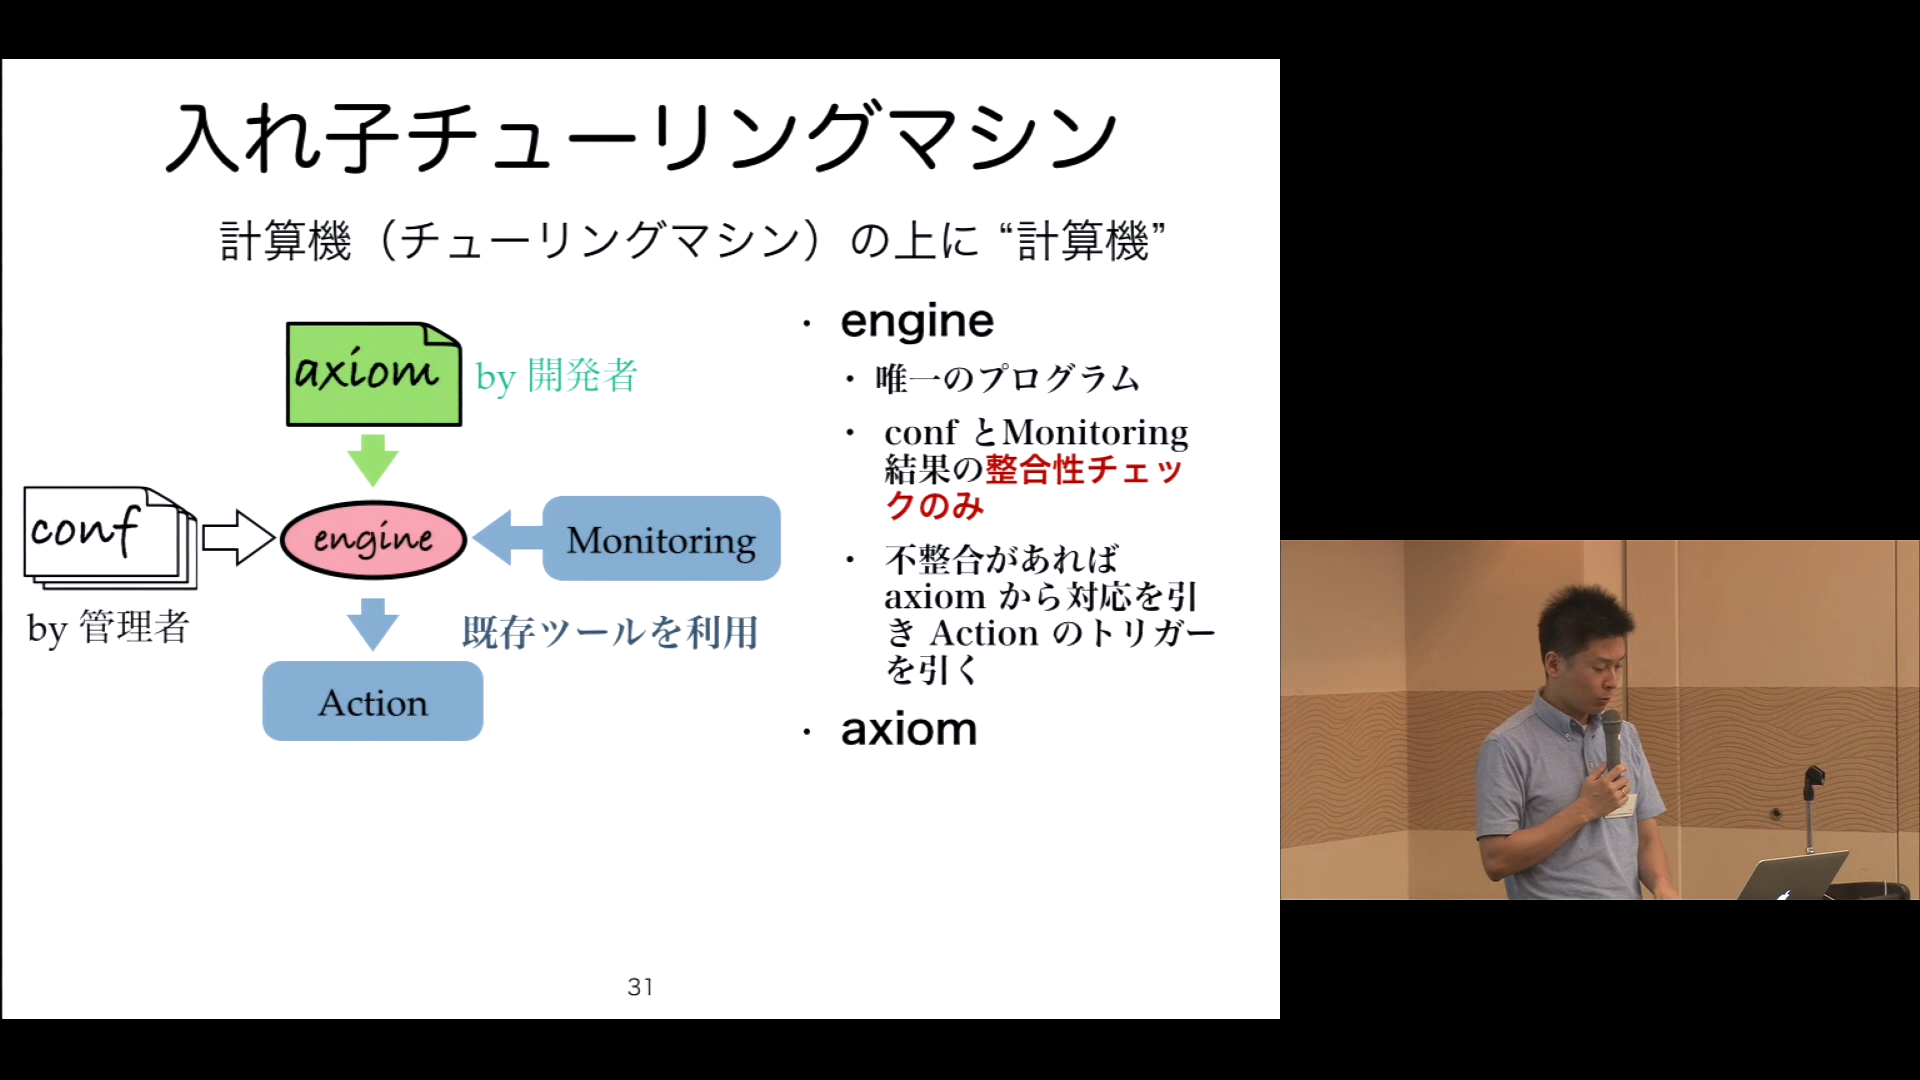 入れ子チューリングマシン
計算機（チューリングマシン）の上に “計算機”
axiom
by 開発者
conf
by 管理者
engine
Monitoring
既存ツールを利用
Action
・ engine
・ 唯一のプログラム
・ conf とMonitoring
結果の整合性チェッ
クのみ
・ 不整合があれば
axiom から対応を引
き Action のトリガー
を引く
・ axiom
31